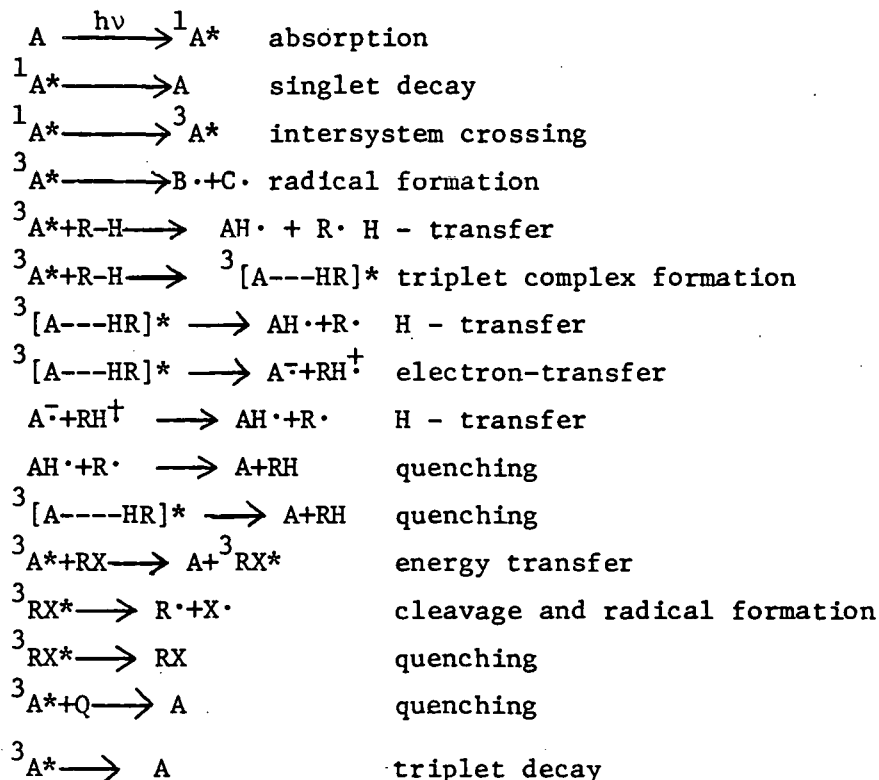 A —hν→ ¹A* absorption
¹A*⟶A singlet decay
¹A*⟶³A* intersystem crossing
³A*⟶B·+C· radical formation
³A*+R-H⟶ AH· + R· H - transfer
³A*+R-H⟶ ³[A---HR]* triplet complex formation
³[A---HR]* ⟶ AH·+R· H - transfer
³[A---HR]* ⟶ A⁻·+RH·⁺ electron-transfer
A⁻·+RH·⁺ ⟶ AH·+R· H - transfer
AH·+R· ⟶ A+RH quenching
³[A----HR]* ⟶ A+RH quenching
³A*+RX⟶ A+³RX* energy transfer
³RX*⟶ R·+X· cleavage and radical formation
³RX*⟶ RX quenching
³A*+Q⟶ A quenching
³A*⟶ A triplet decay